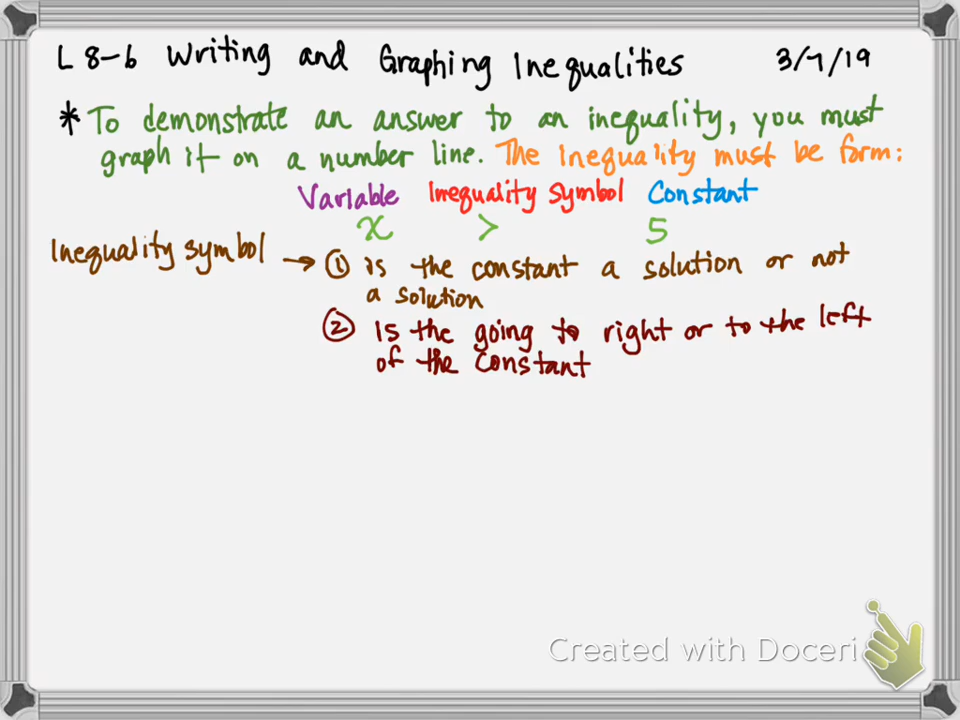 L 8-6 Writing and Graphing Inequalities 3/7/19
* To demonstrate an answer to an inequality, you must
graph it on a number line. The inequality must be form:
Variable Inequality Symbol Constant
x > 5
Inequality symbol → ① is the constant a solution or not
a solution
② Is the going to right or to the left
of the constant
Created with Doceri